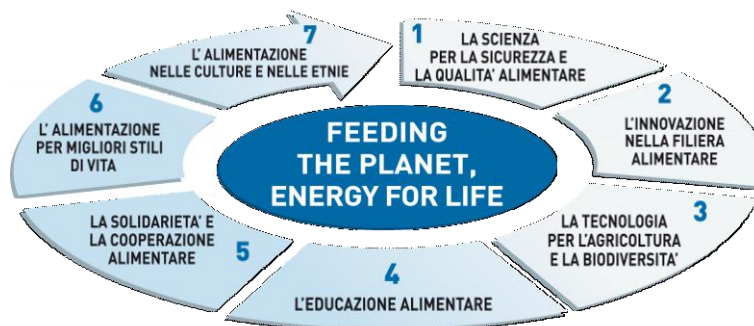 7
L' ALIMENTAZIONE
NELLE CULTURE E NELLE ETNIE
1
LA SCIENZA
PER LA SICUREZZA E
LA QUALITA' ALIMENTARE
6
L' ALIMENTAZIONE
PER MIGLIORI STILI
DI VITA
FEEDING
THE PLANET,
ENERGY FOR LIFE
2
L'INNOVAZIONE
NELLA FILIERA
ALIMENTARE
LA SOLIDARIETA' E
LA COOPERAZIONE
ALIMENTARE
5
4
L'EDUCAZIONE ALIMENTARE
3
LA TECNOLOGIA
PER L'AGRICOLTURA
E LA BIODIVERSITA'